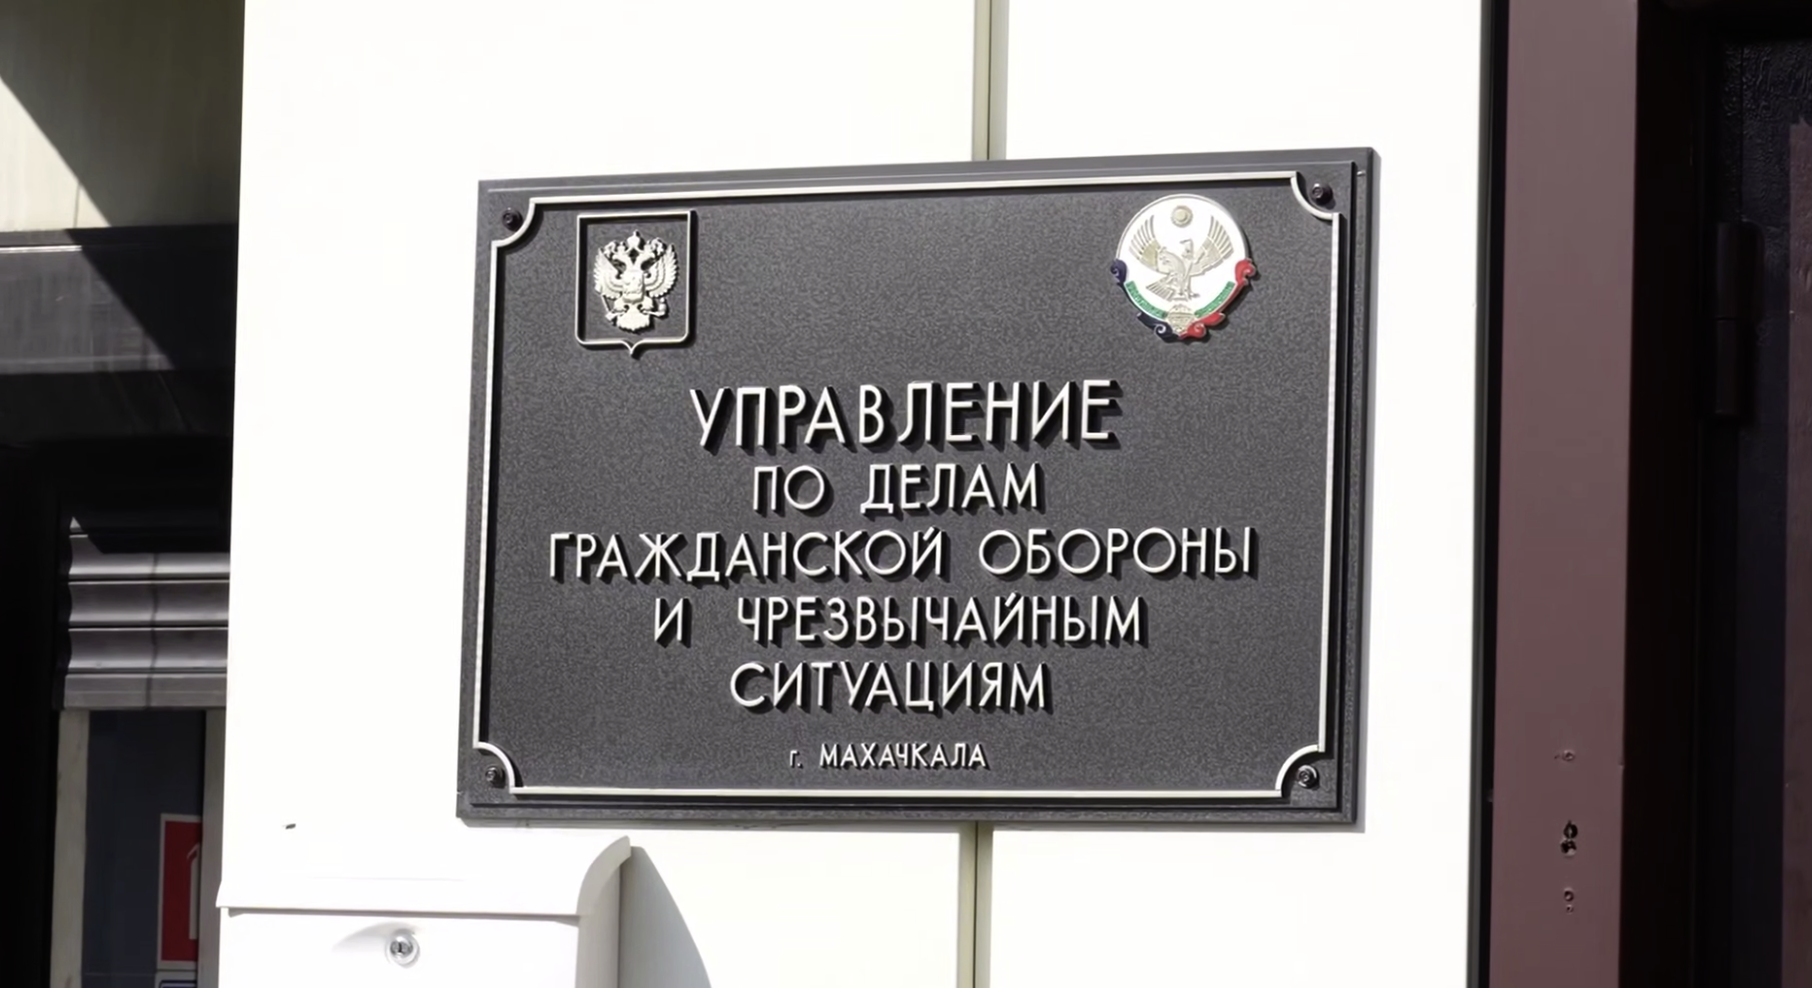 УПРАВЛЕНИЕ
ПО ДЕЛАМ
ГРАЖДАНСКОЙ ОБОРОНЫ
И ЧРЕЗВЫЧАЙНЫМ
СИТУАЦИЯМ
г. МАХАЧКАЛА